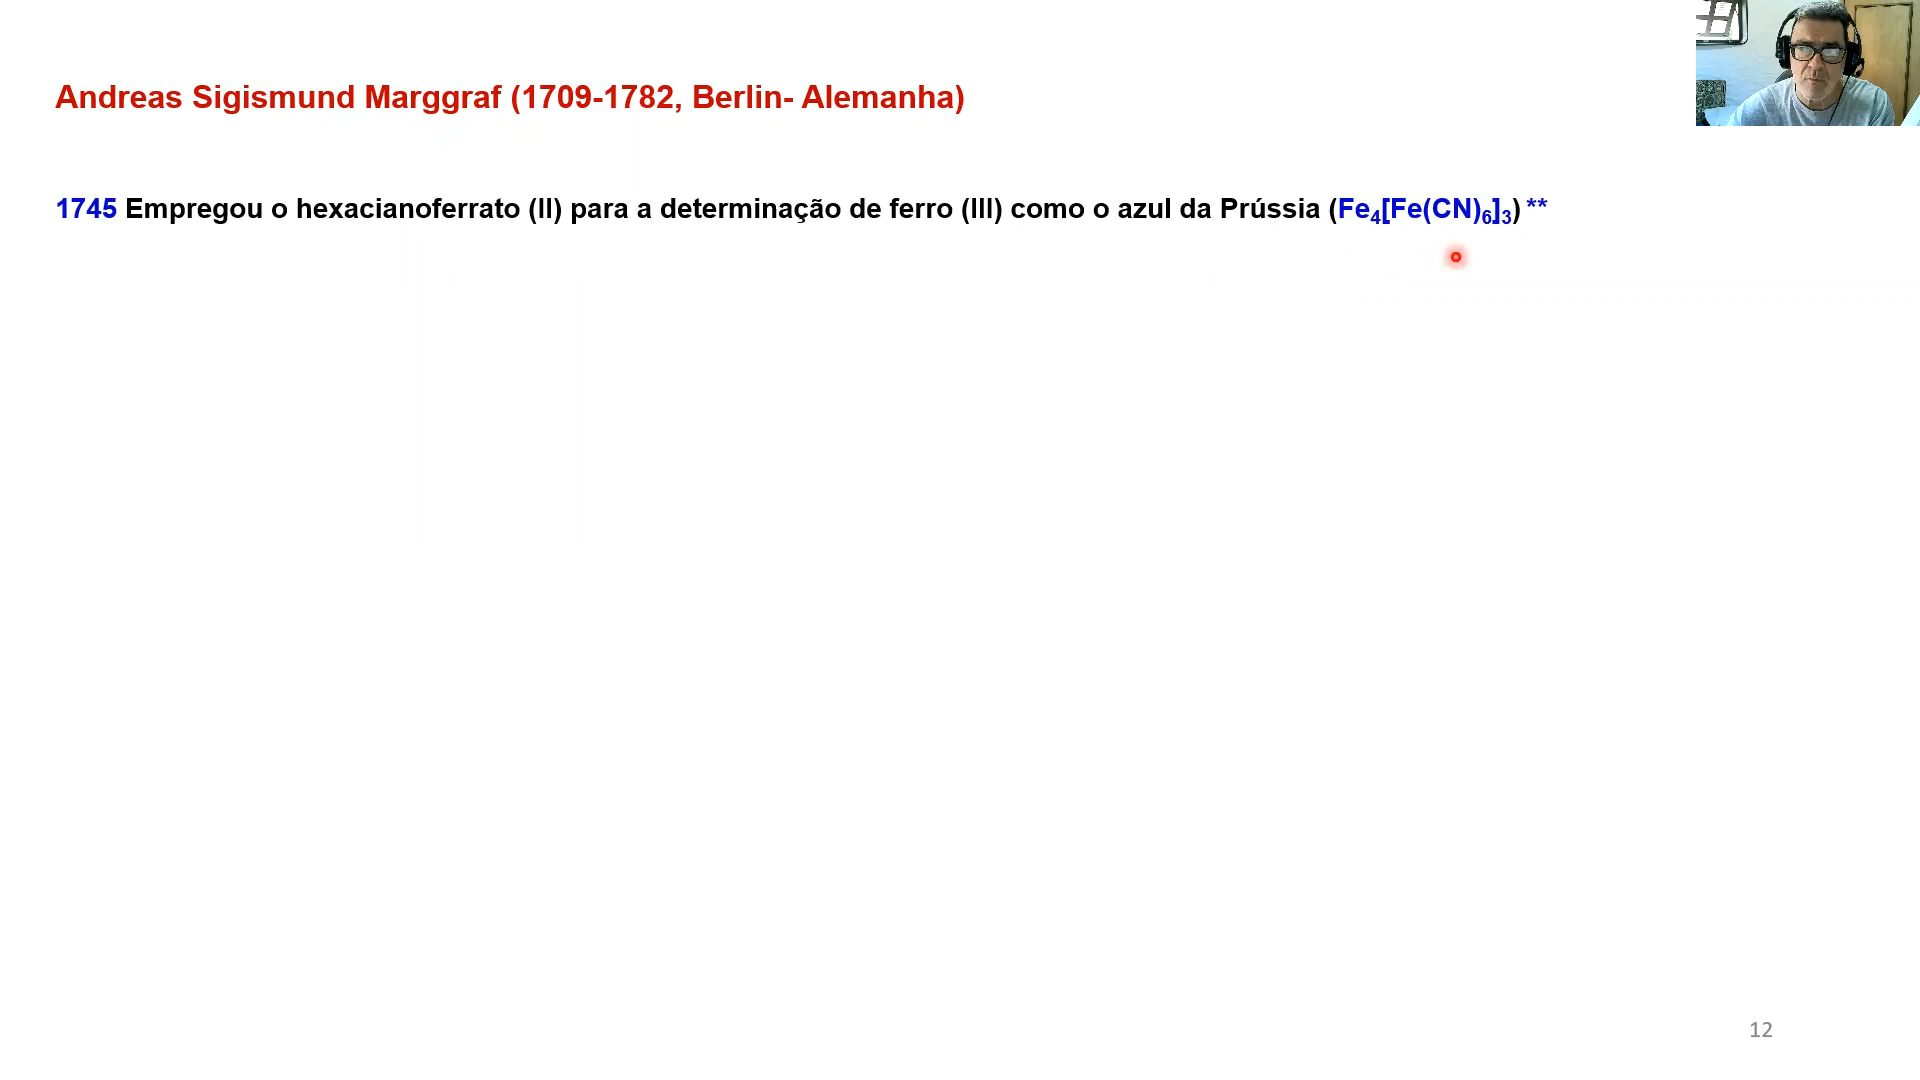 Andreas Sigismund Marggraf (1709-1782, Berlin- Alemanha)
1745 Empregou o hexacianoferrato (II) para a determinação de ferro (III) como o azul da Prússia (Fe4[Fe(CN)6]3) **
12